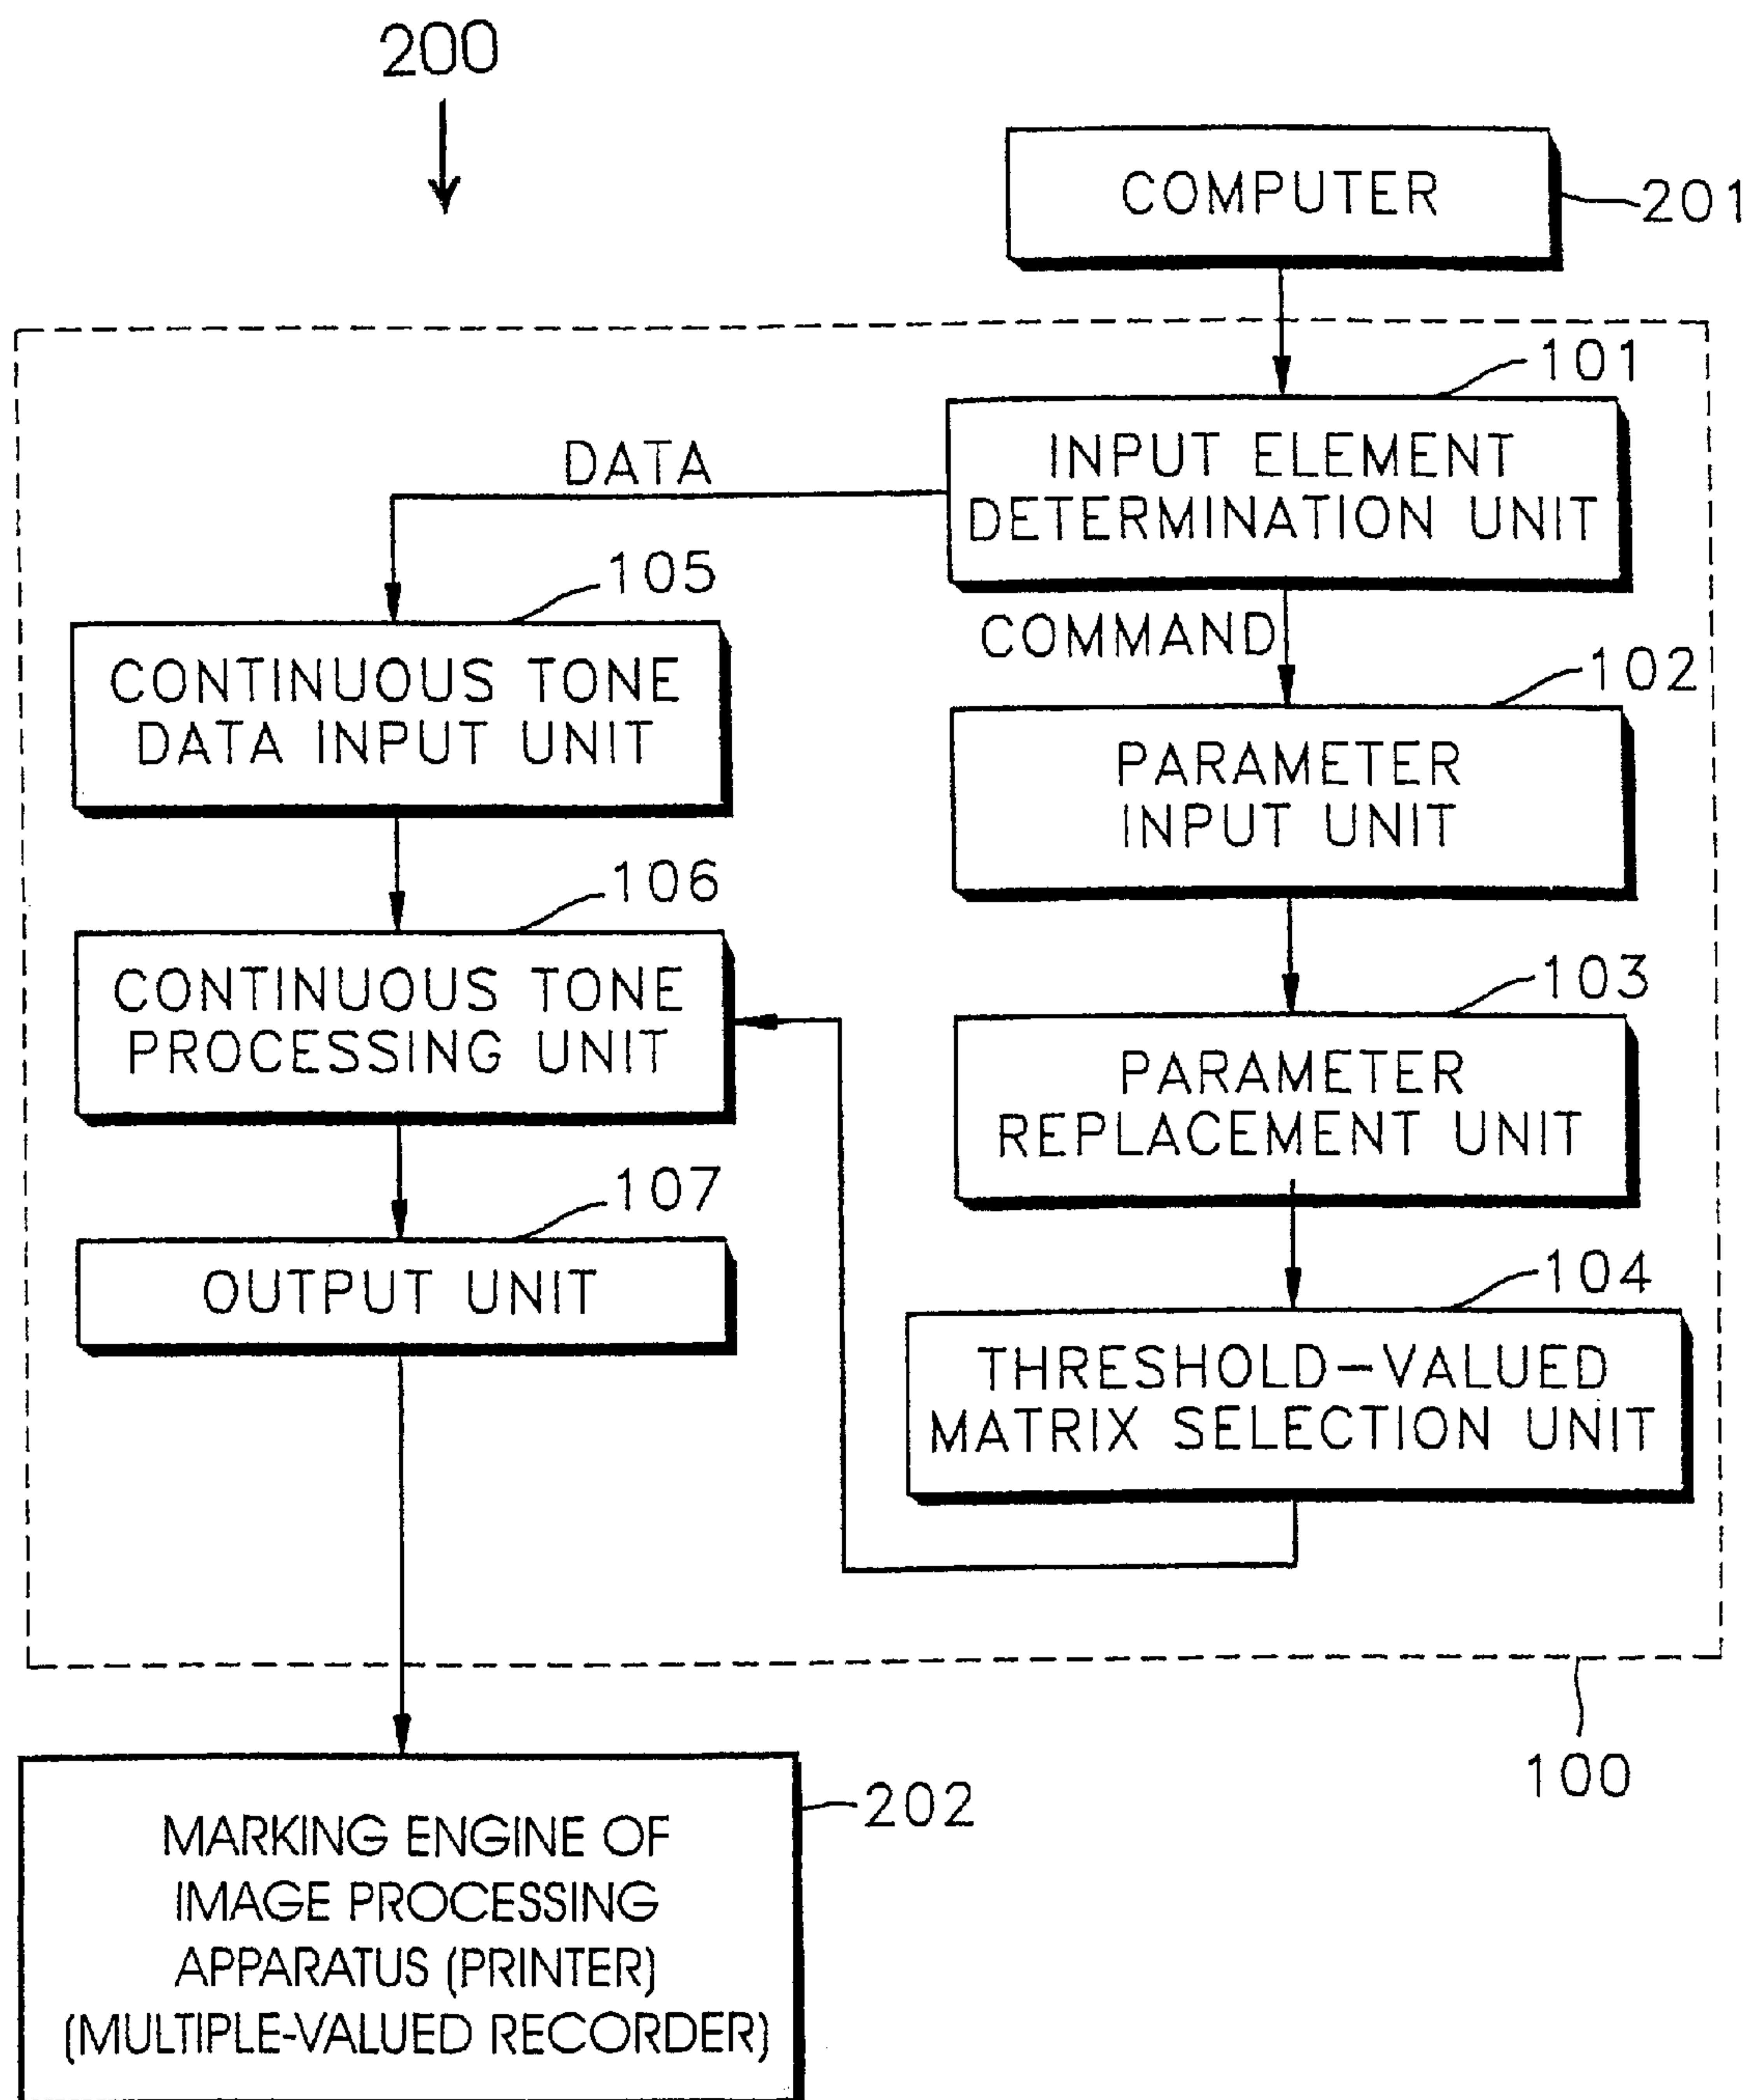 200
COMPUTER
201
101
INPUT ELEMENT
DETERMINATION UNIT
DATA
COMMAND
105
CONTINUOUS TONE
DATA INPUT UNIT
102
PARAMETER
INPUT UNIT
106
CONTINUOUS TONE
PROCESSING UNIT
103
PARAMETER
REPLACEMENT UNIT
107
OUTPUT UNIT
104
THRESHOLD-VALUED
MATRIX SELECTION UNIT
100
202
MARKING ENGINE OF
IMAGE PROCESSING
APPARATUS (PRINTER)
(MULTIPLE-VALUED RECORDER)